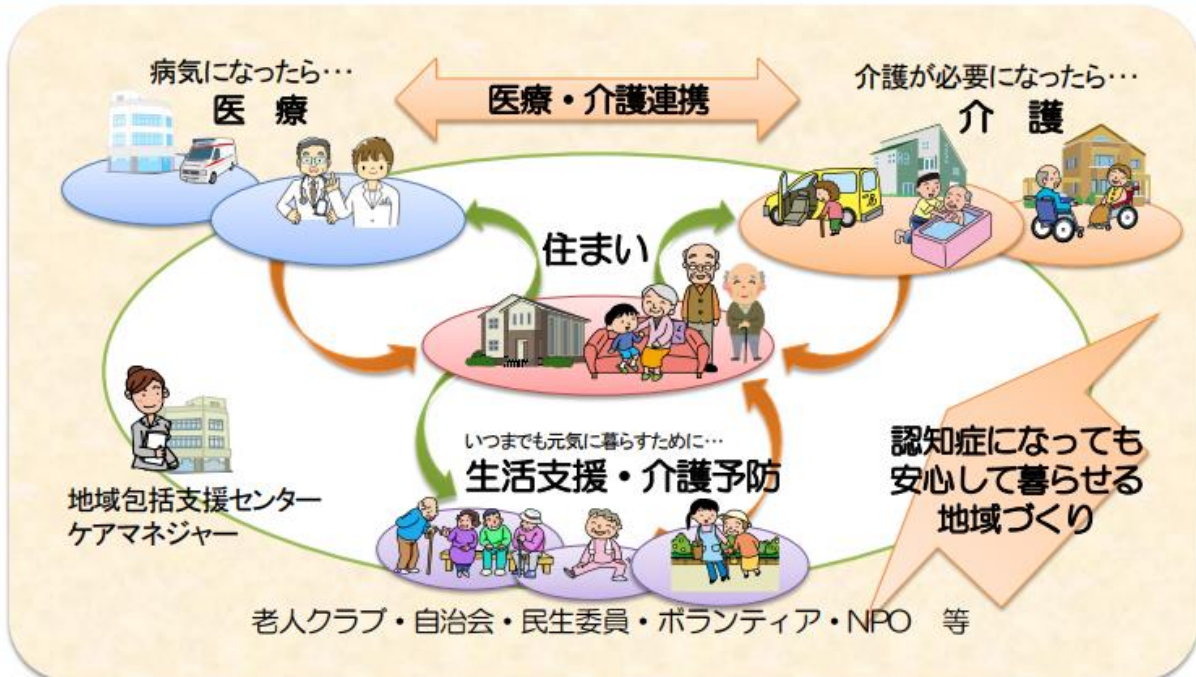 病気になったら…
医 療
医療・介護連携
介護が必要になったら…
介 護
住まい
いつまでも元気に暮らすために…
生活支援・介護予防
地域包括支援センター
ケアマネジャー
認知症になっても
安心して暮らせる
地域づくり
老人クラブ・自治会・民生委員・ボランティア・NPO 等